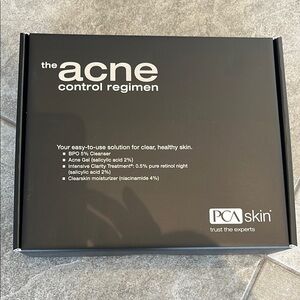 the acne
control regimen
Your easy-to-use solution for clear, healthy skin.
■ BPO 5% Cleanser
■ Acne Gel (salicylic acid 2%)
■ Intensive Clarity Treatment®: 0.5% pure retinol night
(salicylic acid 2%)
■ Clearskin moisturizer (niacinamide 4%)
PCA skin®
trust the experts